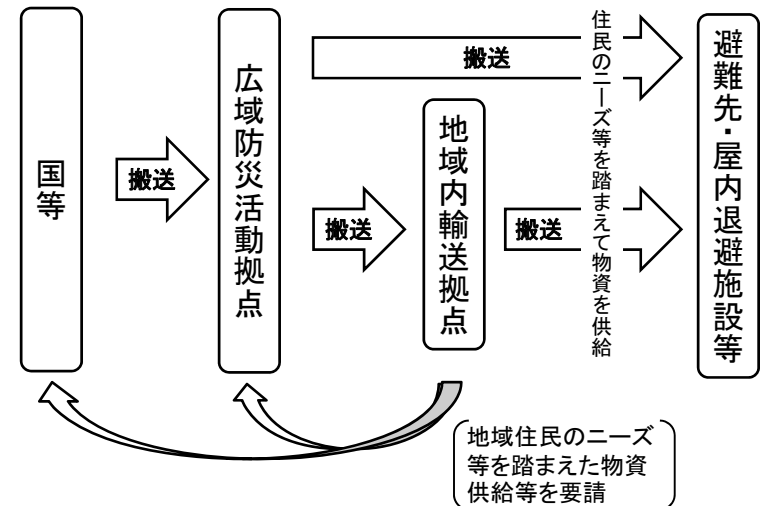 国等
搬送
広域防災活動拠点
搬送
搬送
地域内輸送拠点
搬送
住民のニーズ等を踏まえて物資を供給
避難先・屋内退避施設等
地域住民のニーズ
等を踏まえた物資
供給等を要請